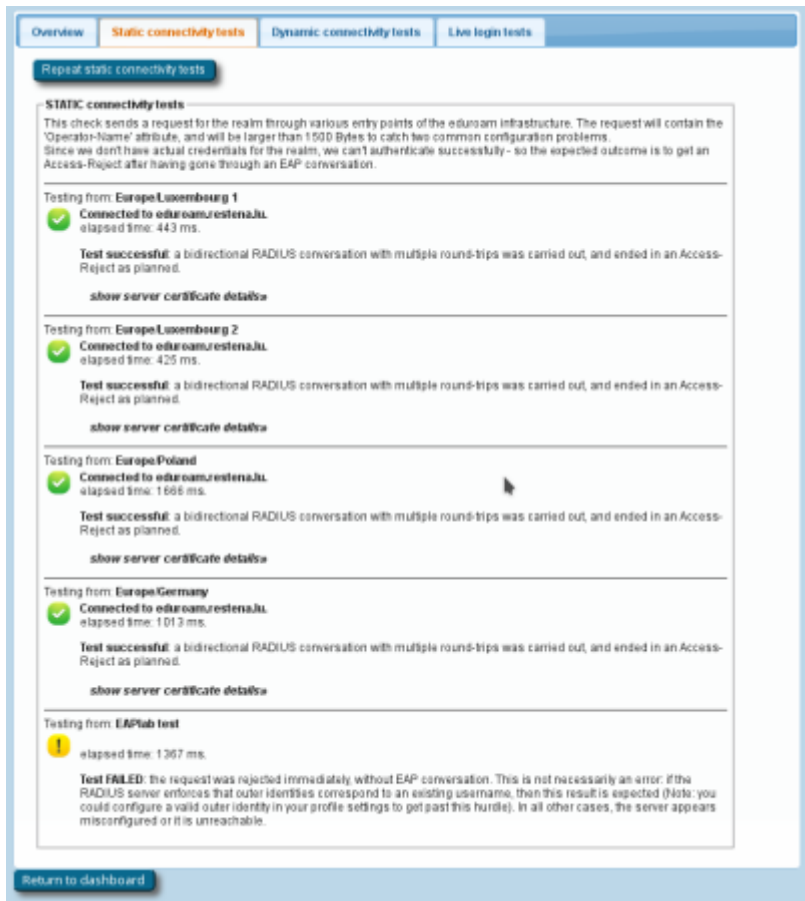 Overview Static connectivity tests Dynamic connectivity tests Live login tests
Repeat static connectivity tests
STATIC connectivity tests
This check sends a request for the realm through various entry points of the eduroam infrastructure. The request will contain the
'Operator-Name' attribute, and will be larger than 1500 Bytes to catch two common configuration problems.
Since we don't have actual credentials for the realm, we can't authenticate successfully - so the expected outcome is to get an
Access-Reject after having gone through an EAP conversation.
Testing from: Europe/Luxembourg 1
Connected to eduroam.restena.lu.
elapsed time: 443 ms.
Test successful: a bidirectional RADIUS conversation with multiple round-trips was carried out, and ended in an Access-
Reject as planned.
show server certificate details»
Testing from: Europe/Luxembourg 2
Connected to eduroam.restena.lu.
elapsed time: 425 ms.
Test successful: a bidirectional RADIUS conversation with multiple round-trips was carried out, and ended in an Access-
Reject as planned.
show server certificate details»
Testing from: Europe/Poland
Connected to eduroam.restena.lu.
elapsed time: 1666 ms.
Test successful: a bidirectional RADIUS conversation with multiple round-trips was carried out, and ended in an Access-
Reject as planned.
show server certificate details»
Testing from: Europe/Germany
Connected to eduroam.restena.lu.
elapsed time: 1013 ms.
Test successful: a bidirectional RADIUS conversation with multiple round-trips was carried out, and ended in an Access-
Reject as planned.
show server certificate details»
Testing from: EAPlab test
elapsed time: 1367 ms.
Test FAILED: the request was rejected immediately, without EAP conversation. This is not necessarily an error: if the
RADIUS server enforces that outer identities correspond to an existing username, then this result is expected (Note: you
could configure a valid outer identity in your profile settings to get past this hurdle). In all other cases, the server appears
misconfigured or it is unreachable.
Return to dashboard